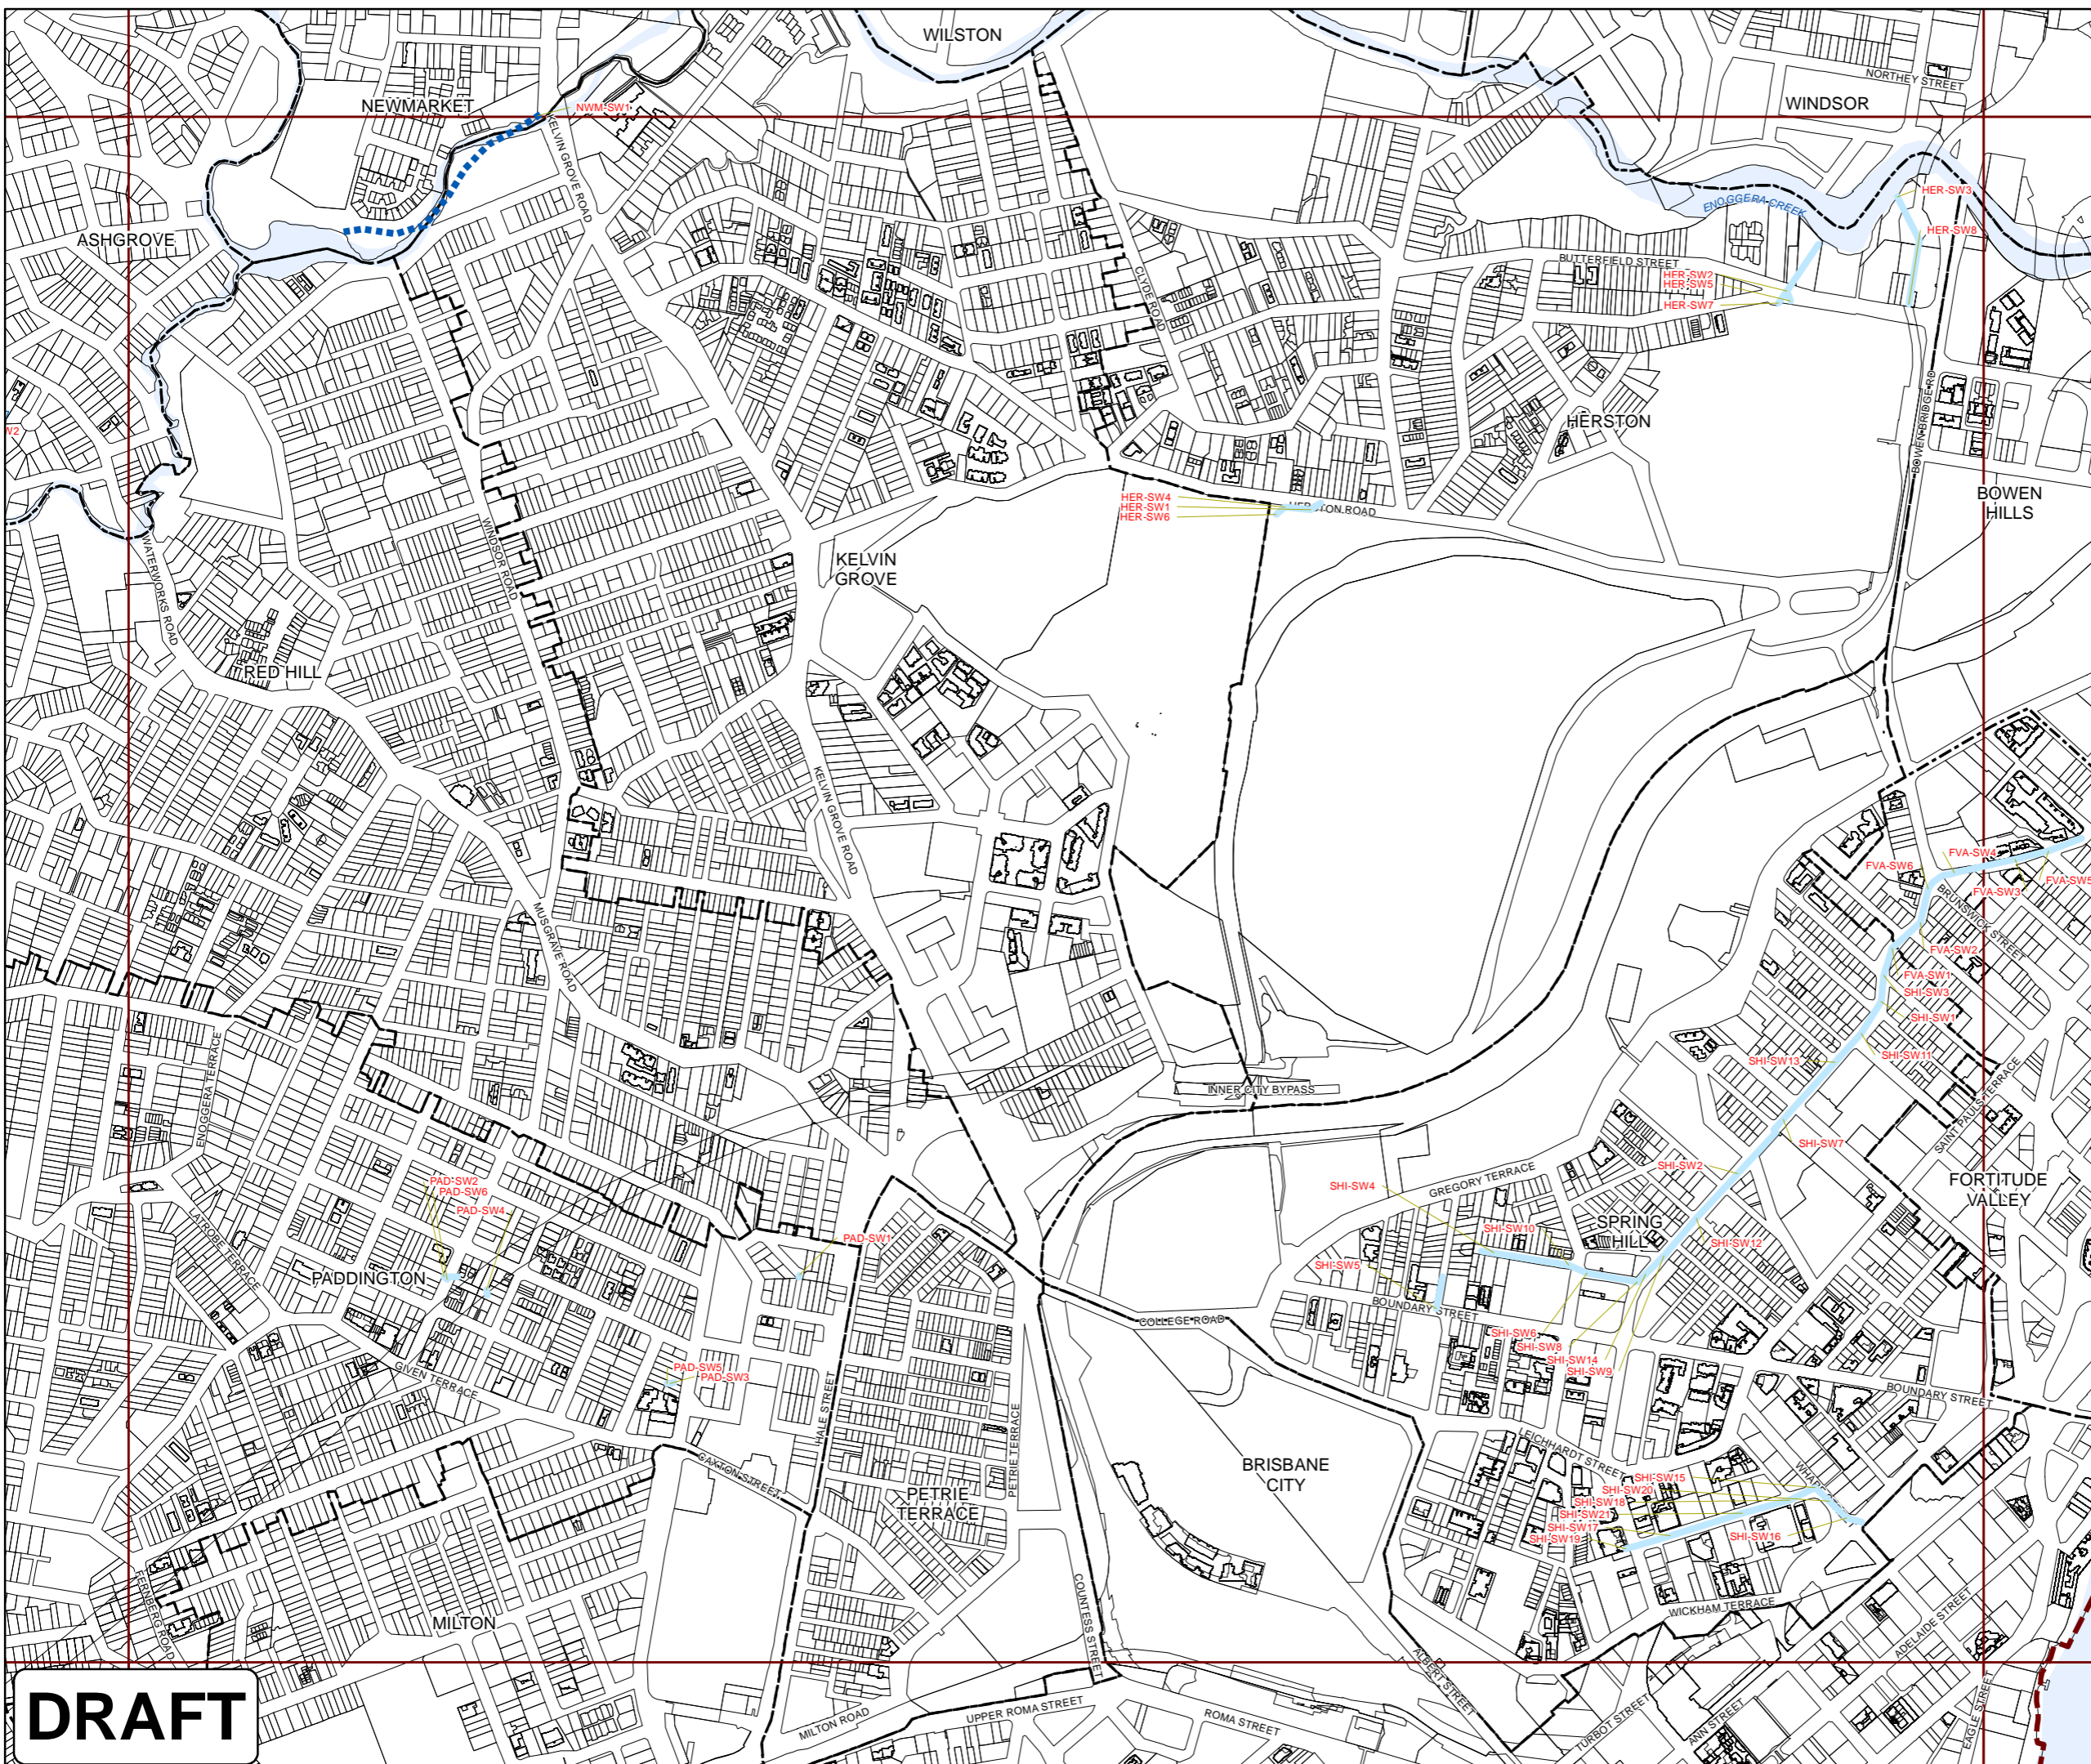 WILSTON
NORTHEY STREET
NEWMARKET
NWM-SW1
WINDSOR
KELVIN GROVE ROAD
HER-SW3
ENOGGERA CREEK
ASHGROVE
HER-SW8
BUTTERFIELD STREET
CLYDE ROAD
HER-SW2
HER-SW5
HER-SW7
BOWEN BRIDGE RD
HERSTON
W2
HER-SW4
HER-SW1
HER-SW6
HERSTON ROAD
BOWEN
HILLS
WINDSOR ROAD
WATERWORKS ROAD
KELVIN
GROVE
RED HILL
KELVIN GROVE ROAD
FVA-SW4
FVA-SW6
FVA-SW3
FVA-SW5
BRUNSWICK STREET
MUSGRAVE ROAD
FVA-SW2
FVA-SW1
SHI-SW3
SHI-SW1
SHI-SW11
SHI-SW13
ENOGGERA TERRACE
INNER CITY BYPASS
SAINT PAULS TERRACE
SHI-SW7
SHI-SW2
PAD-SW2
PAD-SW6
PAD-SW4
SHI-SW4
GREGORY TERRACE
FORTITUDE
VALLEY
LATROBE TERRACE
PAD-SW1
SHI-SW10
SPRING
HILL
SHI-SW12
PADDINGTON
SHI-SW5
BOUNDARY STREET
COLLEGE ROAD
SHI-SW6
SHI-SW8
SHI-SW14
SHI-SW9
PAD-SW5
PAD-SW3
GIVEN TERRACE
HALE STREET
PETRIE TERRACE
BOUNDARY STREET
LEICHHARDT STREET
CAXTON STREET
BRISBANE
CITY
PETRIE
TERRACE
SHI-SW15
SHI-SW20
SHI-SW18
SHI-SW21
SHI-SW17
SHI-SW19
SHI-SW16
FERNBERG ROAD
COUNTESS STREET
MILTON
WICKHAM TERRACE
ADELAIDE STREET
ALBERT STREET
EAGLE STREET
DRAFT
MILTON ROAD
UPPER ROMA STREET
ROMA STREET
TURBOT STREET
ANN STREET